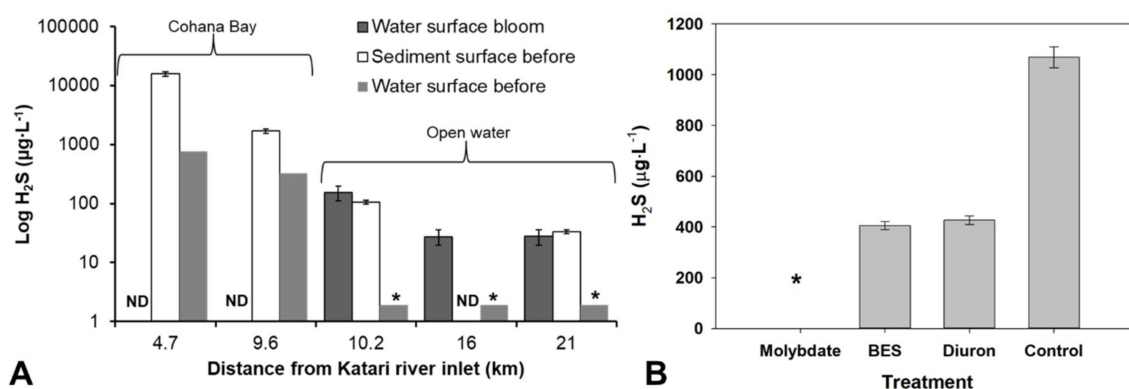 100000
10000
1000
100
10
1
Log H₂S (µg·L⁻¹)
Cohana Bay
Water surface bloom
Sediment surface before
Water surface before
Open water
ND
ND
*
ND
*
*
4.7 9.6 10.2 16 21
Distance from Katari river inlet (km)
A
1200
1000
800
600
400
200
0
H₂S (µg·L⁻¹)
*
Molybdate BES Diuron Control
Treatment
B